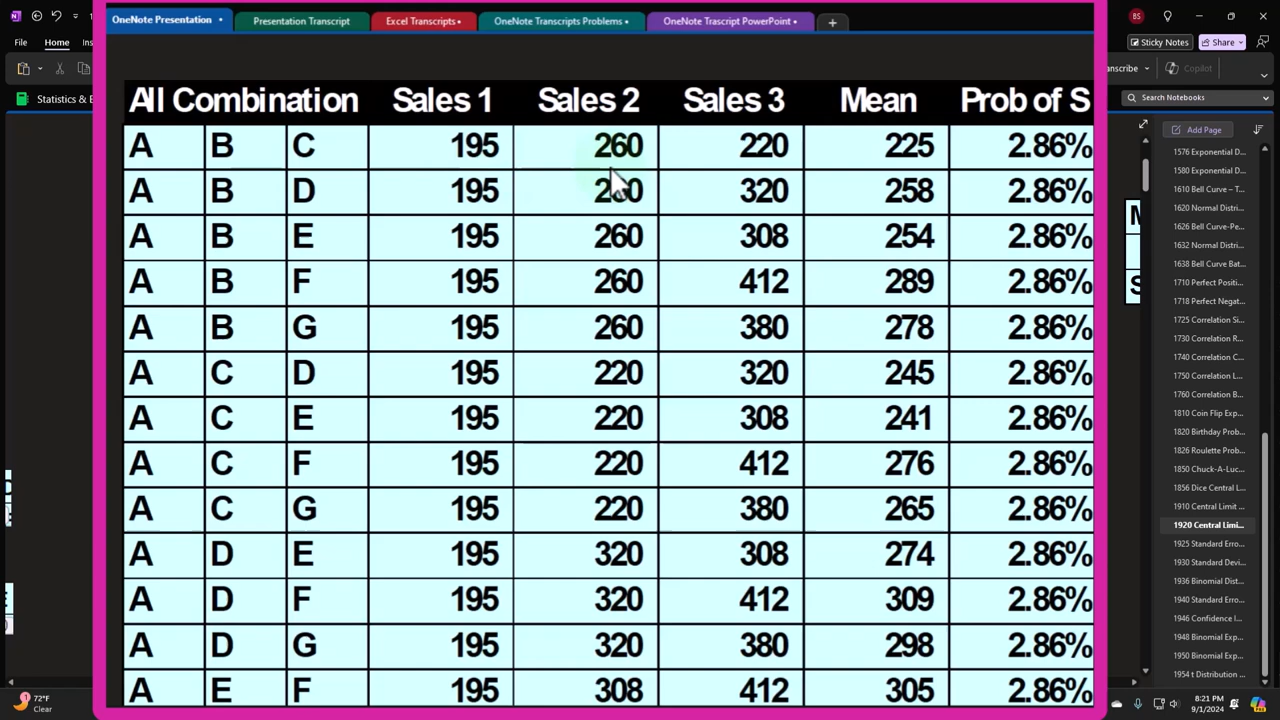 OneNote Presentation
Presentation Transcript
Excel Transcripts
OneNote Transcripts Problems
OneNote Trascript PowerPoint
+
BS
File Home Ins
Sticky Notes
Share
anscribe
Copilot
Statistics & E
Search Notebooks
Add Page
All Combination Sales 1 Sales 2 Sales 3 Mean Prob of S
A B C 195 260 220 225 2.86%
A B D 195 260 320 258 2.86%
A B E 195 260 308 254 2.86%
A B F 195 260 412 289 2.86%
A B G 195 260 380 278 2.86%
A C D 195 220 320 245 2.86%
A C E 195 220 308 241 2.86%
A C F 195 220 412 276 2.86%
A C G 195 220 380 265 2.86%
A D E 195 320 308 274 2.86%
A D F 195 320 412 309 2.86%
A D G 195 320 380 298 2.86%
A E F 195 308 412 305 2.86%
1576 Exponential D...
1580 Exponential D...
1610 Bell Curve – T...
1620 Normal Distri...
1626 Bell Curve-Pe...
1632 Normal Distri...
1638 Bell Curve Bat...
1710 Perfect Positi...
1718 Perfect Negat...
1725 Correlation Si...
1730 Correlation R...
1740 Correlation C...
1750 Correlation L...
1760 Correlation B...
1810 Coin Flip Exp...
1820 Birthday Prob...
1826 Roulette Prob...
1850 Chuck-A-Luc...
1856 Dice Central L...
1910 Central Limit ...
1920 Central Limi...
1925 Standard Erro...
1930 Standard Devi...
1936 Binomial Dist...
1940 Standard Erro...
1946 Confidence I...
1948 Binomial Exp...
1950 Binomial Exp...
1954 t Distribution ...
72°F
Clear
8:21 PM
9/1/2024